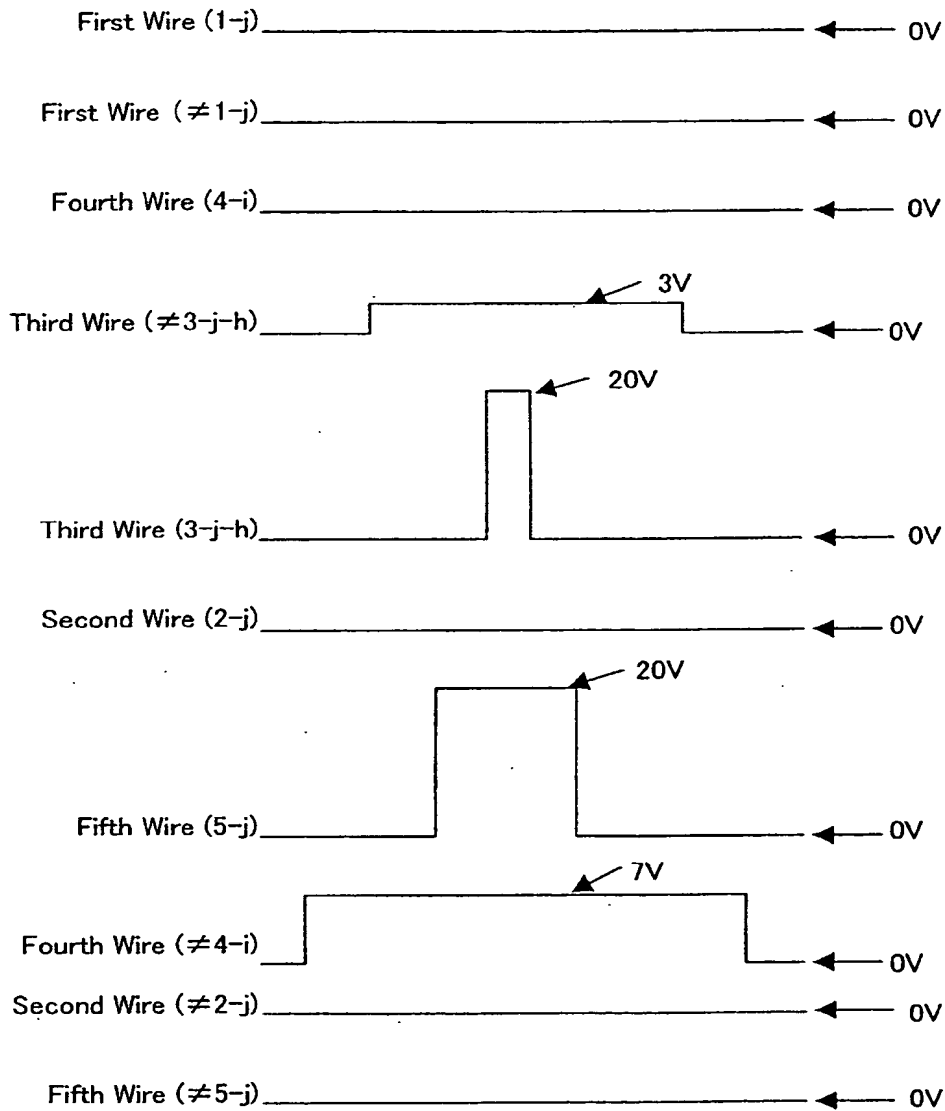 First Wire (1-j) 0V
First Wire (≠1-j) 0V
Fourth Wire (4-i) 0V
3V
Third Wire (≠3-j-h) 0V
20V
Third Wire (3-j-h) 0V
Second Wire (2-j) 0V
20V
Fifth Wire (5-j) 0V
7V
Fourth Wire (≠4-i) 0V
Second Wire (≠2-j) 0V
Fifth Wire (≠5-j) 0V